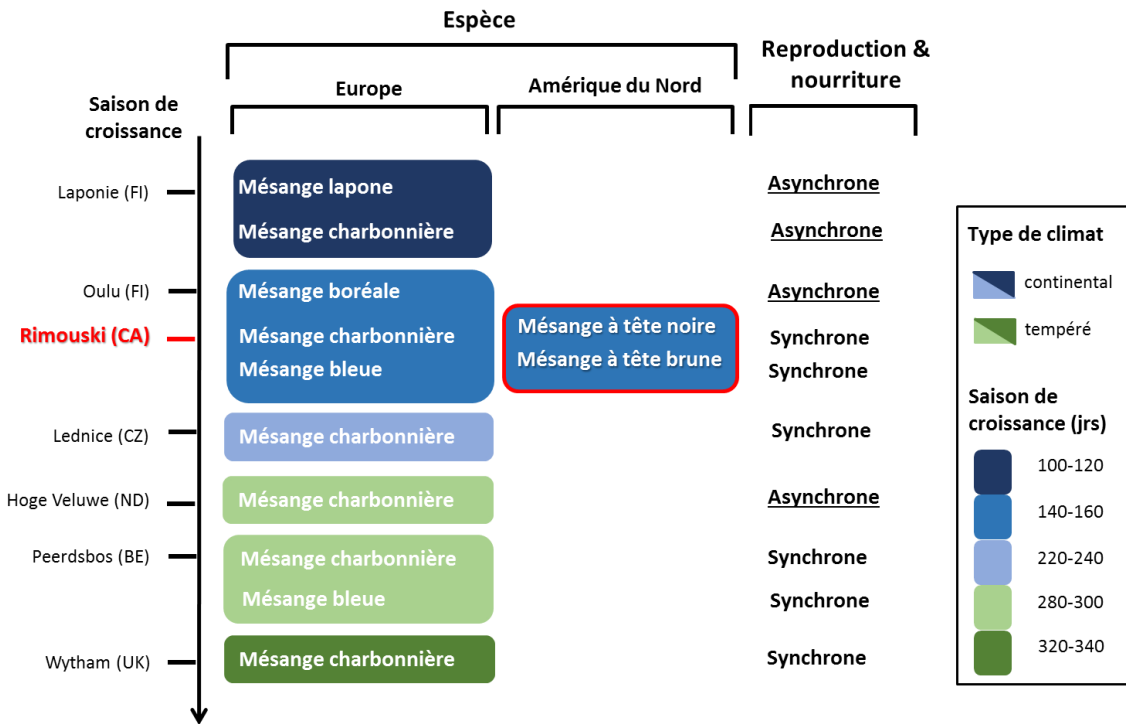 Espèce
Reproduction &
nourriture
Europe
Amérique du Nord
Saison de
croissance
Laponie (FI)
Mésange lapone
Asynchrone
Mésange charbonnière
Asynchrone
Oulu (FI)
Mésange boréale
Asynchrone
Rimouski (CA)
Mésange charbonnière
Mésange à tête noire
Synchrone
Mésange bleue
Mésange à tête brune
Synchrone
Lednice (CZ)
Mésange charbonnière
Synchrone
Hoge Veluwe (ND)
Mésange charbonnière
Asynchrone
Peerdsbos (BE)
Mésange charbonnière
Synchrone
Mésange bleue
Synchrone
Wytham (UK)
Mésange charbonnière
Synchrone
Type de climat
continental
tempéré
Saison de
croissance (jrs)
100-120
140-160
220-240
280-300
320-340